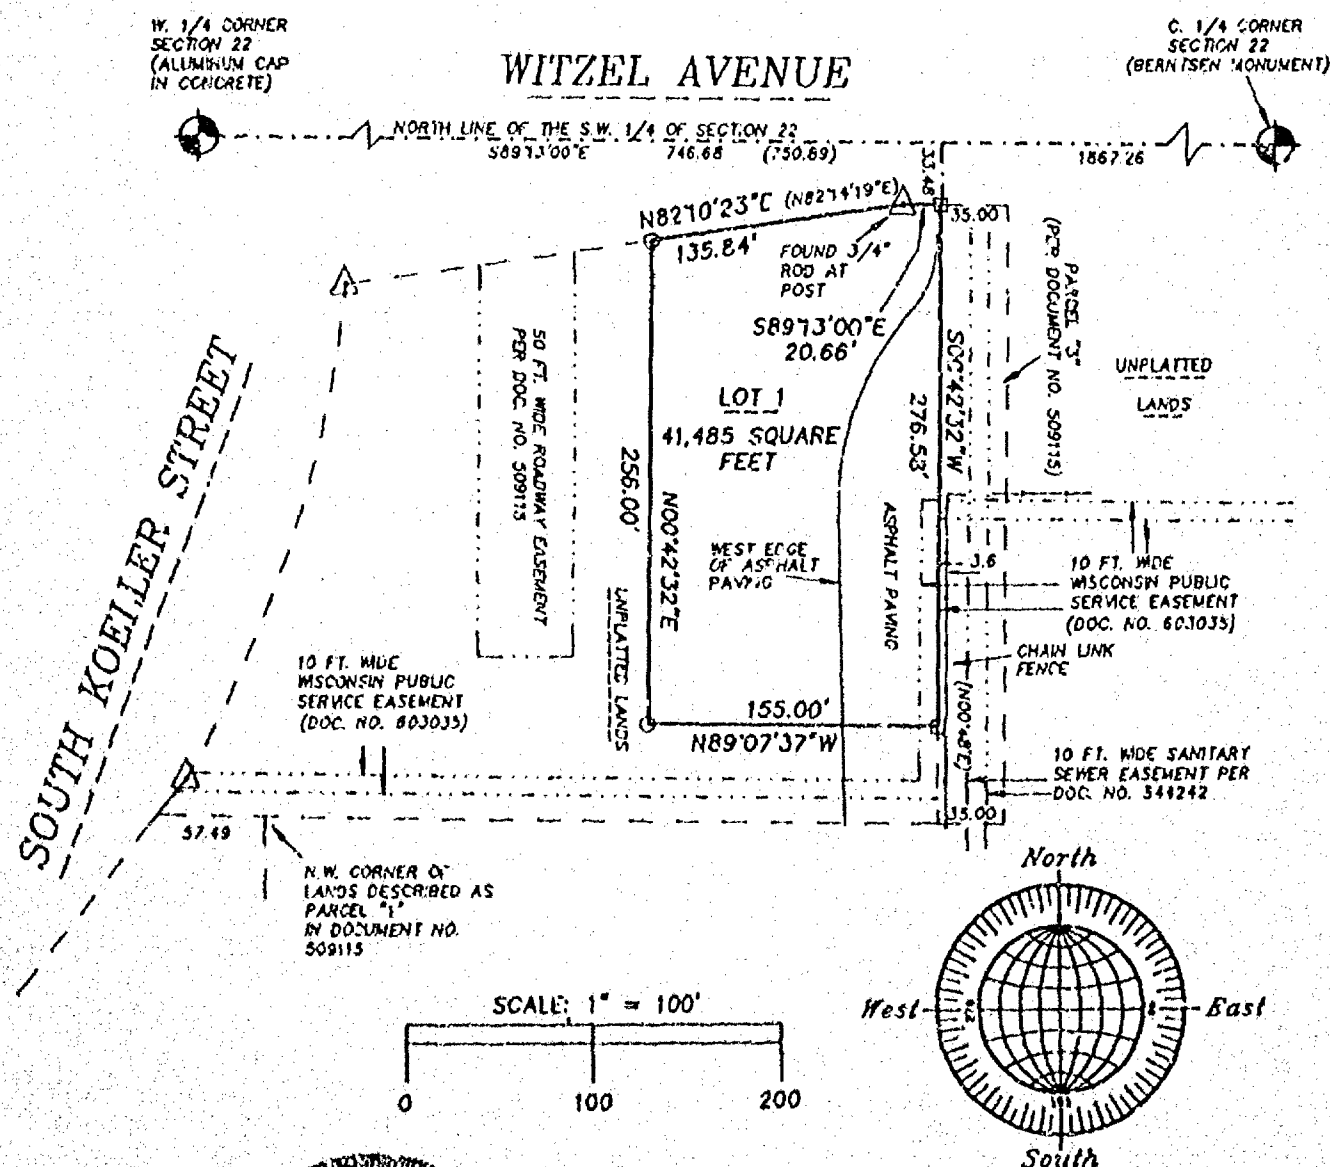 W. 1/4 CORNER
SECTION 22
(ALUMINUM CAP
IN CONCRETE)
WITZEL AVENUE
C. 1/4 CORNER
SECTION 22
(BERNTSEN MONUMENT)
NORTH LINE OF THE S.W. 1/4 OF SECTION 22
S89°13'00"E 746.68 (750.89)
1867.26
33.48
N82°10'23"E (N82°14'19"E)
135.84'
FOUND 3/4"
ROD AT
POST
S89°13'00"E
20.66'
35.00
PARCEL "3"
(PER DOCUMENT NO. 509115)
UNPLATTED
LANDS
50 FT. WIDE ROADWAY EASEMENT
PER DOC. NO. 509115
LOT 1
41,485 SQUARE
FEET
256.00'
N00°42'32"E
276.53'
S00°42'32"W
SOUTH KOELLER STREET
WEST EDGE
OF ASPHALT
PAVING
ASPHALT PAVING
3.6
10 FT. WIDE
WISCONSIN PUBLIC
SERVICE EASEMENT
(DOC. NO. 603035)
CHAIN LINK
FENCE
(N00°48'E)
UNPLATTED LANDS
10 FT. WIDE
WISCONSIN PUBLIC
SERVICE EASEMENT
(DOC. NO. 603035)
155.00'
N89°07'37"W
10 FT. WIDE SANITARY
SEWER EASEMENT PER
DOC. NO. 544242
35.00
57.49
N.W. CORNER OF
LANDS DESCRIBED AS
PARCEL "1"
IN DOCUMENT NO.
509115
SCALE: 1" = 100'
0 100 200
North
West
East
South